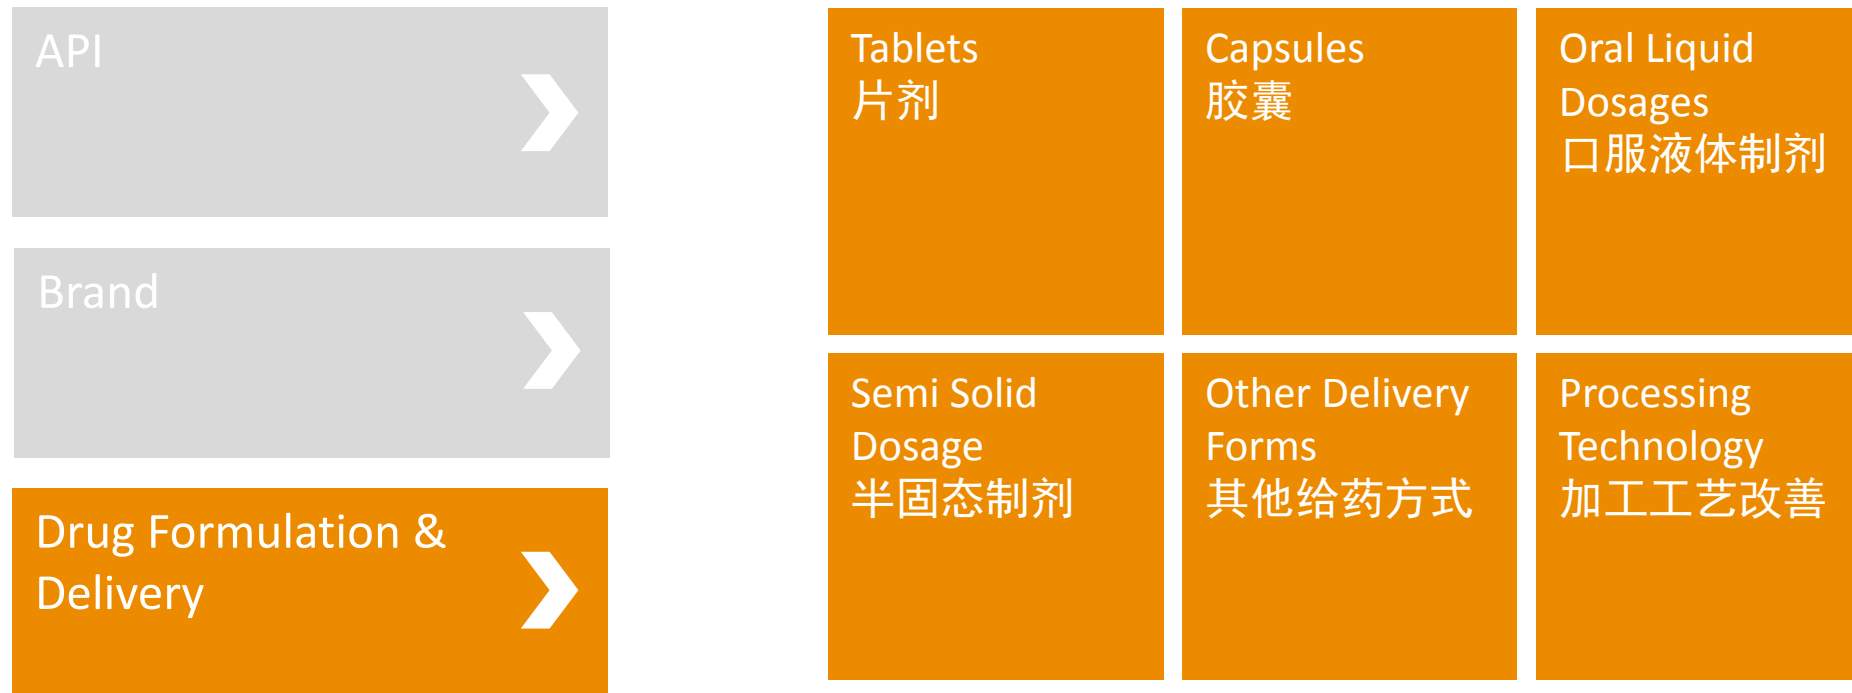 API
Brand
Drug Formulation &
Delivery
Tablets
片剂
Capsules
胶囊
Oral Liquid
Dosages
口服液体制剂
Semi Solid
Dosage
半固态制剂
Other Delivery
Forms
其他给药方式
Processing
Technology
加工工艺改善